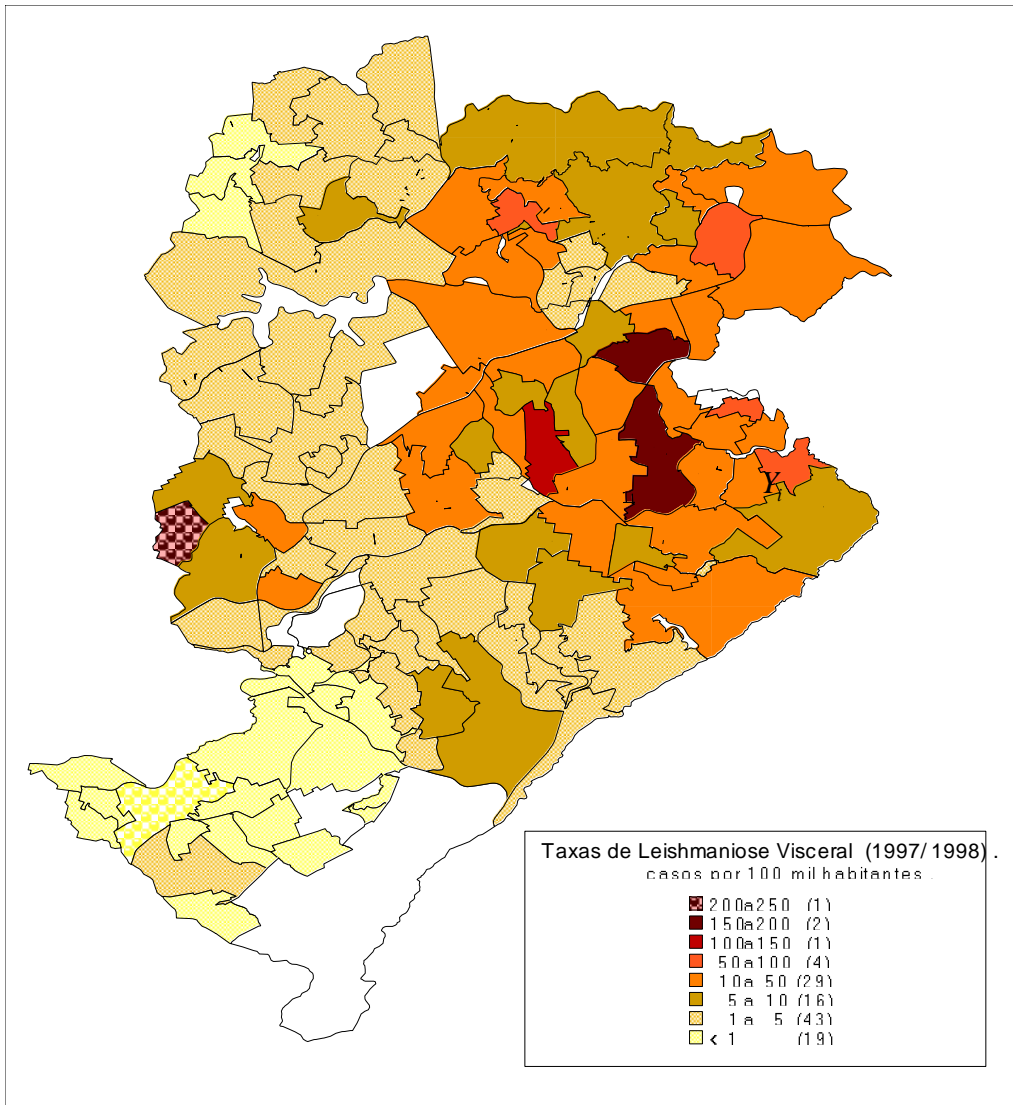 Y
i
1
Taxas de Leishmaniose Visceral (1997/ 1998) .
casos por 100 mil habitantes .
200a250 (1)
150a200 (2)
100a150 (1)
50a100 (4)
10a 50 (29)
5 a 10 (16)
1 a 5 (43)
< 1 (19)